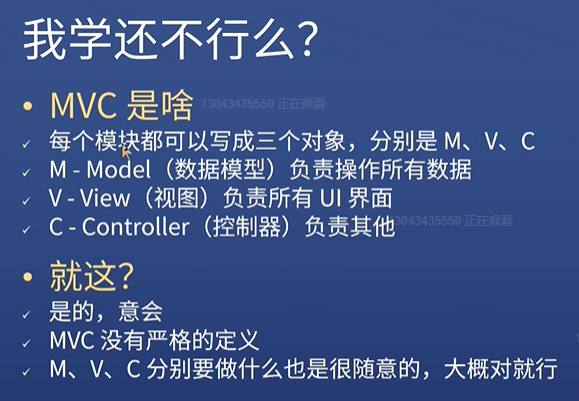 我学还不行么？
• MVC 是啥
13043435550 正在观看
✓ 每个模块都可以写成三个对象，分别是 M、V、C
✓ M - Model（数据模型）负责操作所有数据
✓ V - View（视图）负责所有 UI 界面
✓ C - Controller（控制器）负责其他
13043435550 正在观看
• 就这？
✓ 是的，意会
✓ MVC 没有严格的定义
✓ M、V、C 分别要做什么也是很随意的，大概对就行